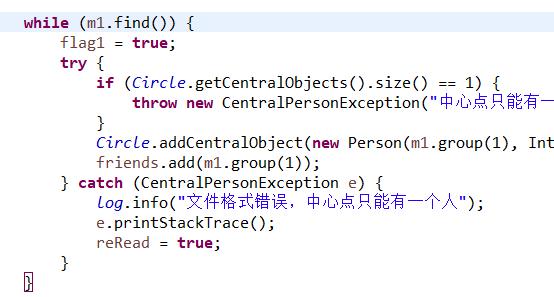 while (m1.find()) {
flag1 = true;
try {
if (Circle.getCentralObjects().size() == 1) {
throw new CentralPersonException("中心点只能有一
}
Circle.addCentralObject(new Person(m1.group(1), Int
friends.add(m1.group(1));
} catch (CentralPersonException e) {
log.info("文件格式错误，中心点只能有一个人");
e.printStackTrace();
reRead = true;
}
}